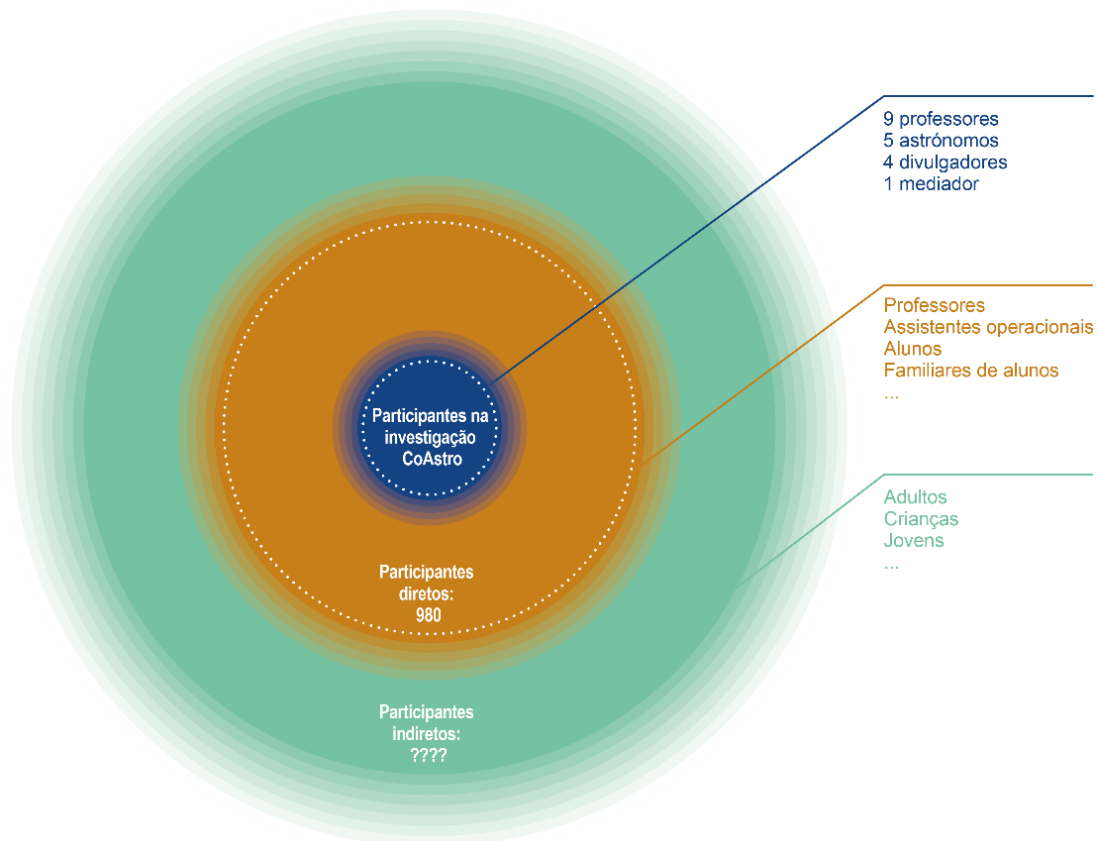 9 professores
5 astrónomos
4 divulgadores
1 mediador
Professores
Assistentes operacionais
Alunos
Familiares de alunos
...
Participantes na
investigação
CoAstro
Adultos
Crianças
Jovens
...
Participantes
diretos:
980
Participantes
indiretos:
????